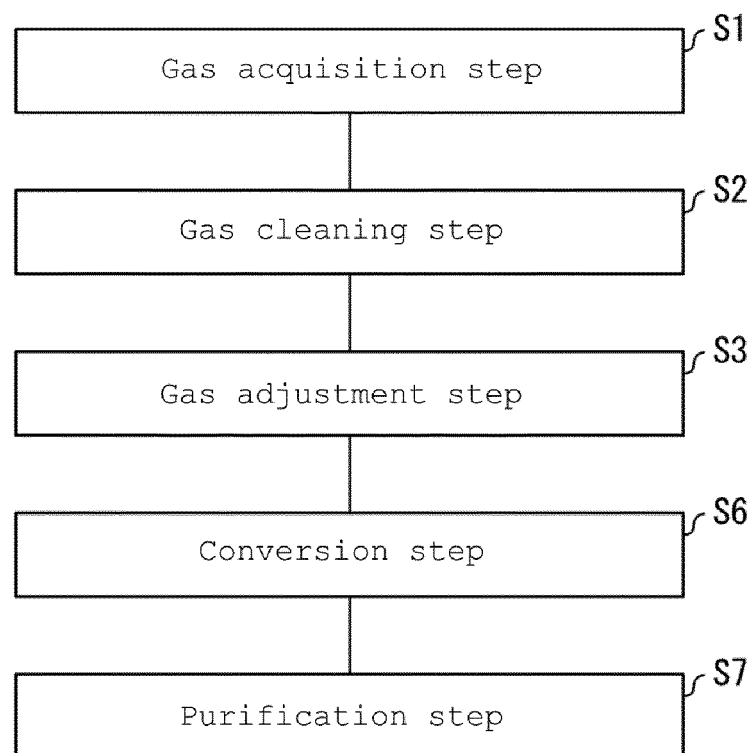 S1
Gas acquisition step
S2
Gas cleaning step
S3
Gas adjustment step
S6
Conversion step
S7
Purification step